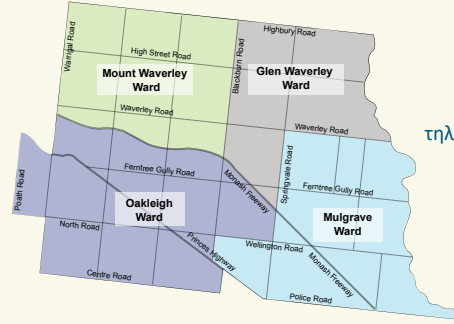 Highbury Road
Warrigal Road
High Street Road
Blackburn Road
Mount Waverley
Ward
Glen Waverley
Ward
Waverley Road
Waverley Road
τηλ
Springvale Road
Ferntree Gully Road
Monash Freeway
Ferntree Gully Road
Poath Road
Oakleigh
Ward
Mulgrave
Ward
North Road
Princes Highway
Wellington Road
Monash Freeway
Centre Road
Police Road